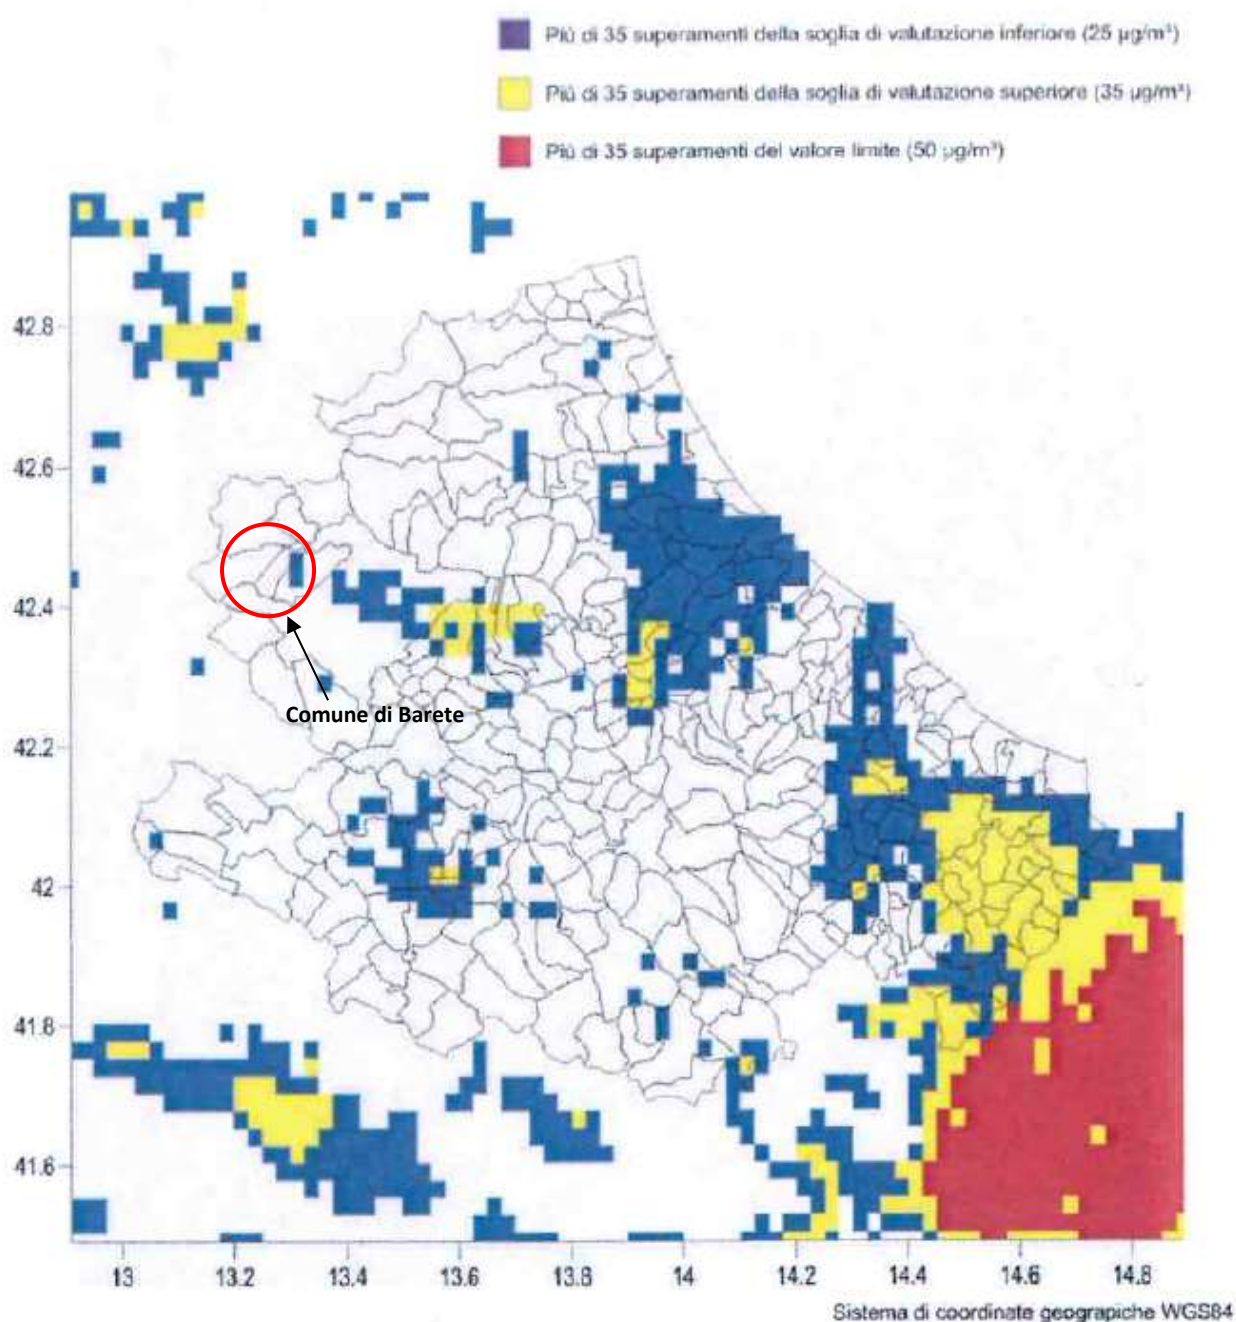 Più di 35 superamenti della soglia di valutazione inferiore (25 µg/m³)
Più di 35 superamenti della soglia di valutazione superiore (35 µg/m³)
Più di 35 superamenti del valore limite (50 µg/m³)
42.8
42.6
42.4
Comune di Barete
42.2
42
41.8
41.6
13 13.2 13.4 13.6 13.8 14 14.2 14.4 14.6 14.8
Sistema di coordinate geograpiche WGS84